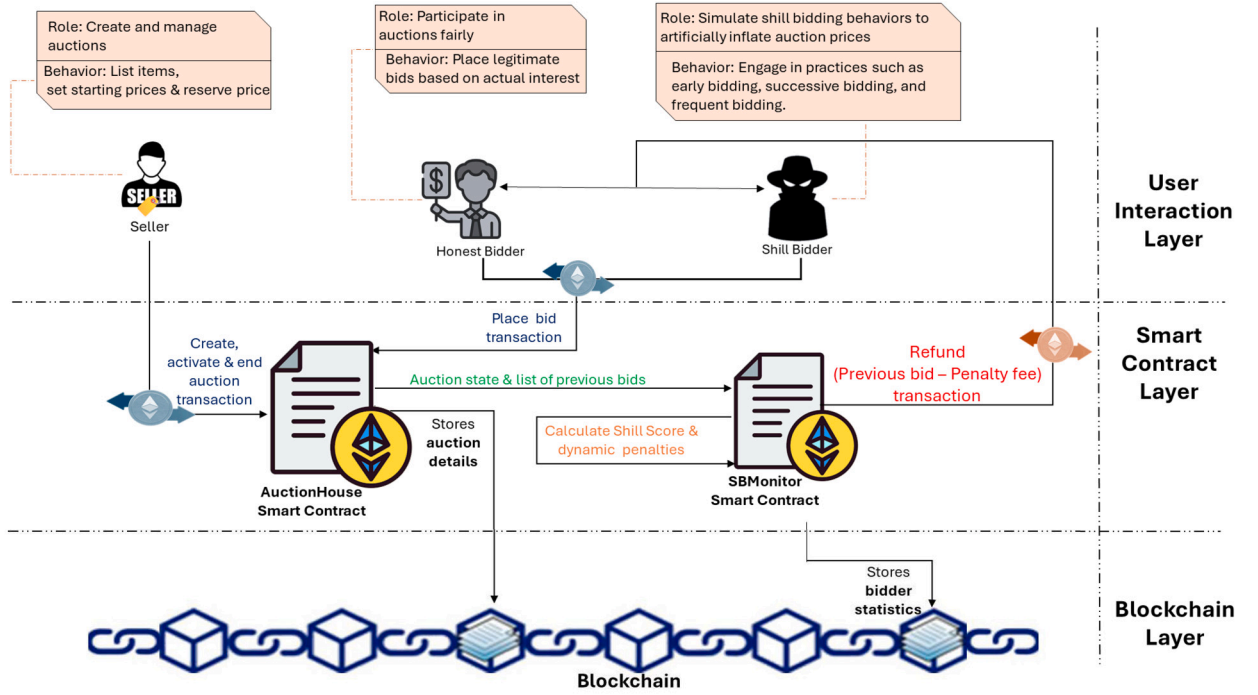 Role: Create and manage
auctions
Behavior: List items,
set starting prices & reserve price
Role: Participate in
auctions fairly
Behavior: Place legitimate
bids based on actual interest
Role: Simulate shill bidding behaviors to
artificially inflate auction prices
Behavior: Engage in practices such as
early bidding, successive bidding, and
frequent bidding.
SELLER
Seller
$
Honest Bidder
Shill Bidder
User
Interaction
Layer
Place bid
transaction
Create,
activate & end
auction
transaction
Auction state & list of previous bids
Refund
(Previous bid – Penalty fee)
transaction
Smart
Contract
Layer
Stores
auction
details
Calculate Shill Score &
dynamic penalties
AuctionHouse
Smart Contract
SBMonitor
Smart Contract
Stores
bidder
statistics
Blockchain
Layer
Blockchain